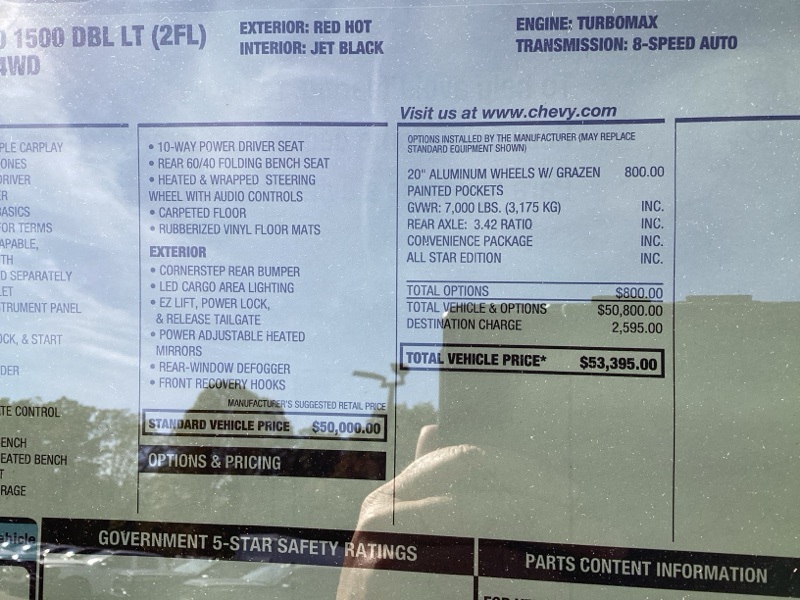 1500 DBL LT (2FL)
4WD
EXTERIOR: RED HOT
INTERIOR: JET BLACK
ENGINE: TURBOMAX
TRANSMISSION: 8-SPEED AUTO
PLE CARPLAY
ONES
DRIVER
ER
BASICS
FOR TERMS
APABLE,
TH
D SEPARATELY
LET
STRUMENT PANEL
OCK, & START
DER
TE CONTROL
ENCH
EATED BENCH
T
RAGE
• 10-WAY POWER DRIVER SEAT
• REAR 60/40 FOLDING BENCH SEAT
• HEATED & WRAPPED STEERING
WHEEL WITH AUDIO CONTROLS
• CARPETED FLOOR
• RUBBERIZED VINYL FLOOR MATS
EXTERIOR
• CORNERSTEP REAR BUMPER
• LED CARGO AREA LIGHTING
• EZ LIFT, POWER LOCK,
& RELEASE TAILGATE
• POWER ADJUSTABLE HEATED
MIRRORS
• REAR-WINDOW DEFOGGER
• FRONT RECOVERY HOOKS
MANUFACTURER'S SUGGESTED RETAIL PRICE
STANDARD VEHICLE PRICE $50,000.00
OPTIONS & PRICING
Visit us at www.chevy.com
OPTIONS INSTALLED BY THE MANUFACTURER (MAY REPLACE
STANDARD EQUIPMENT SHOWN)
20" ALUMINUM WHEELS W/ GRAZEN 800.00
PAINTED POCKETS
GVWR: 7,000 LBS. (3,175 KG) INC.
REAR AXLE: 3.42 RATIO INC.
CONVENIENCE PACKAGE INC.
ALL STAR EDITION INC.
TOTAL OPTIONS $800.00
TOTAL VEHICLE & OPTIONS $50,800.00
DESTINATION CHARGE 2,595.00
TOTAL VEHICLE PRICE* $53,395.00
ehicle
GOVERNMENT 5-STAR SAFETY RATINGS
PARTS CONTENT INFORMATION